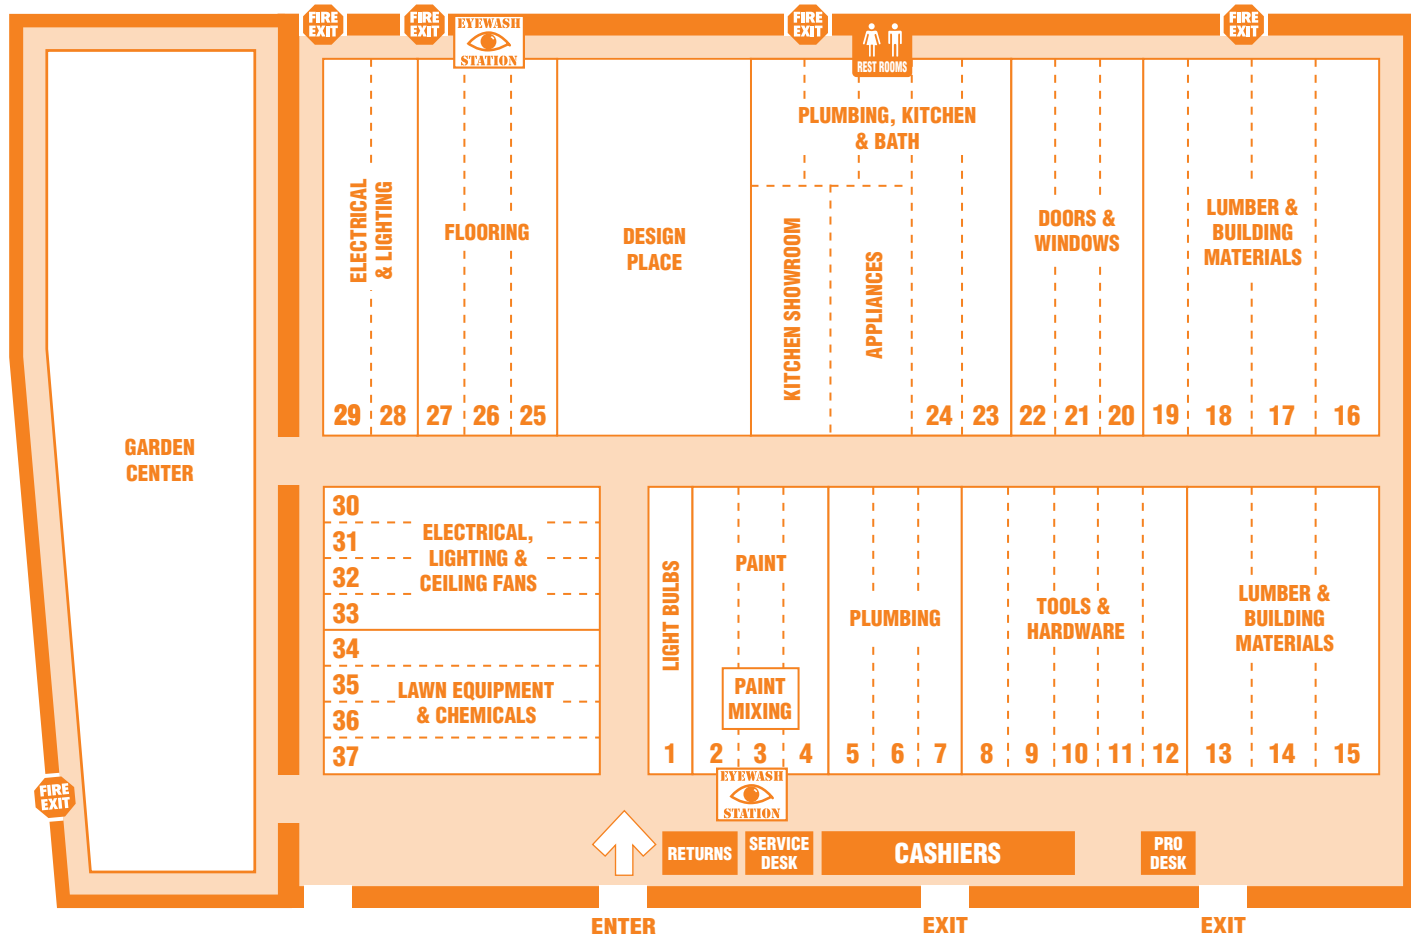 FIRE
EXIT
FIRE
EXIT
EYEWASH
STATION
FIRE
EXIT
REST ROOMS
FIRE
EXIT
ELECTRICAL
& LIGHTING
FLOORING
DESIGN
PLACE
PLUMBING, KITCHEN
& BATH
KITCHEN SHOWROOM
APPLIANCES
DOORS &
WINDOWS
LUMBER &
BUILDING
MATERIALS
29 28 27 26 25 24 23 22 21 20 19 18 17 16
GARDEN
CENTER
30
31
32
33
ELECTRICAL,
LIGHTING &
CEILING FANS
34
35
36
37
LAWN EQUIPMENT
& CHEMICALS
LIGHT BULBS
PAINT
PAINT
MIXING
PLUMBING
TOOLS &
HARDWARE
LUMBER &
BUILDING
MATERIALS
1 2 3 4 5 6 7 8 9 10 11 12 13 14 15
EYEWASH
STATION
FIRE
EXIT
RETURNS
SERVICE
DESK
CASHIERS
PRO
DESK
ENTER
EXIT
EXIT